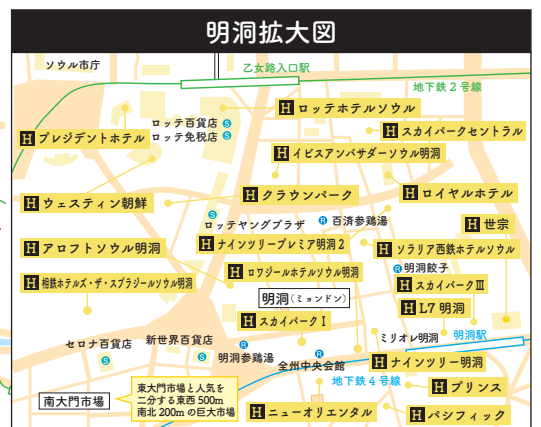 明洞拡大図
ソウル市庁
乙女路入口駅
地下鉄2号線
H ロッテホテルソウル
ロッテ百貨店 S
H プレジデントホテル
ロッテ免税店 S
H スカイパークセントラル
H イビスアンバサダーソウル明洞
H ウェスティン朝鮮
H クラウンパーク
H ロイヤルホテル
S
ロッテヤングプラザ
R 百済参鶏湯
H 世宗
H アロフトソウル明洞
H ナインツリープレミア明洞2
H ソラリア西鉄ホテルソウル
H 相鉄ホテルズ・ザ・スプラジールソウル明洞
H ロワジールホテルソウル明洞
R 明洞餃子
H スカイパークⅢ
明洞(ミョンドン)
H L7 明洞
H スカイパークⅠ
セロナ百貨店
S
新世界百貨店
S
R
明洞参鶏湯
ミリオレ明洞
明洞駅
R
全州中央会館
H ナインツリー明洞
地下鉄4号線
H プリンス
南大門市場
東大門市場と人気を
二分する東西500m
南北200mの巨大市場
H ニューオリエンタル
H パシフィック